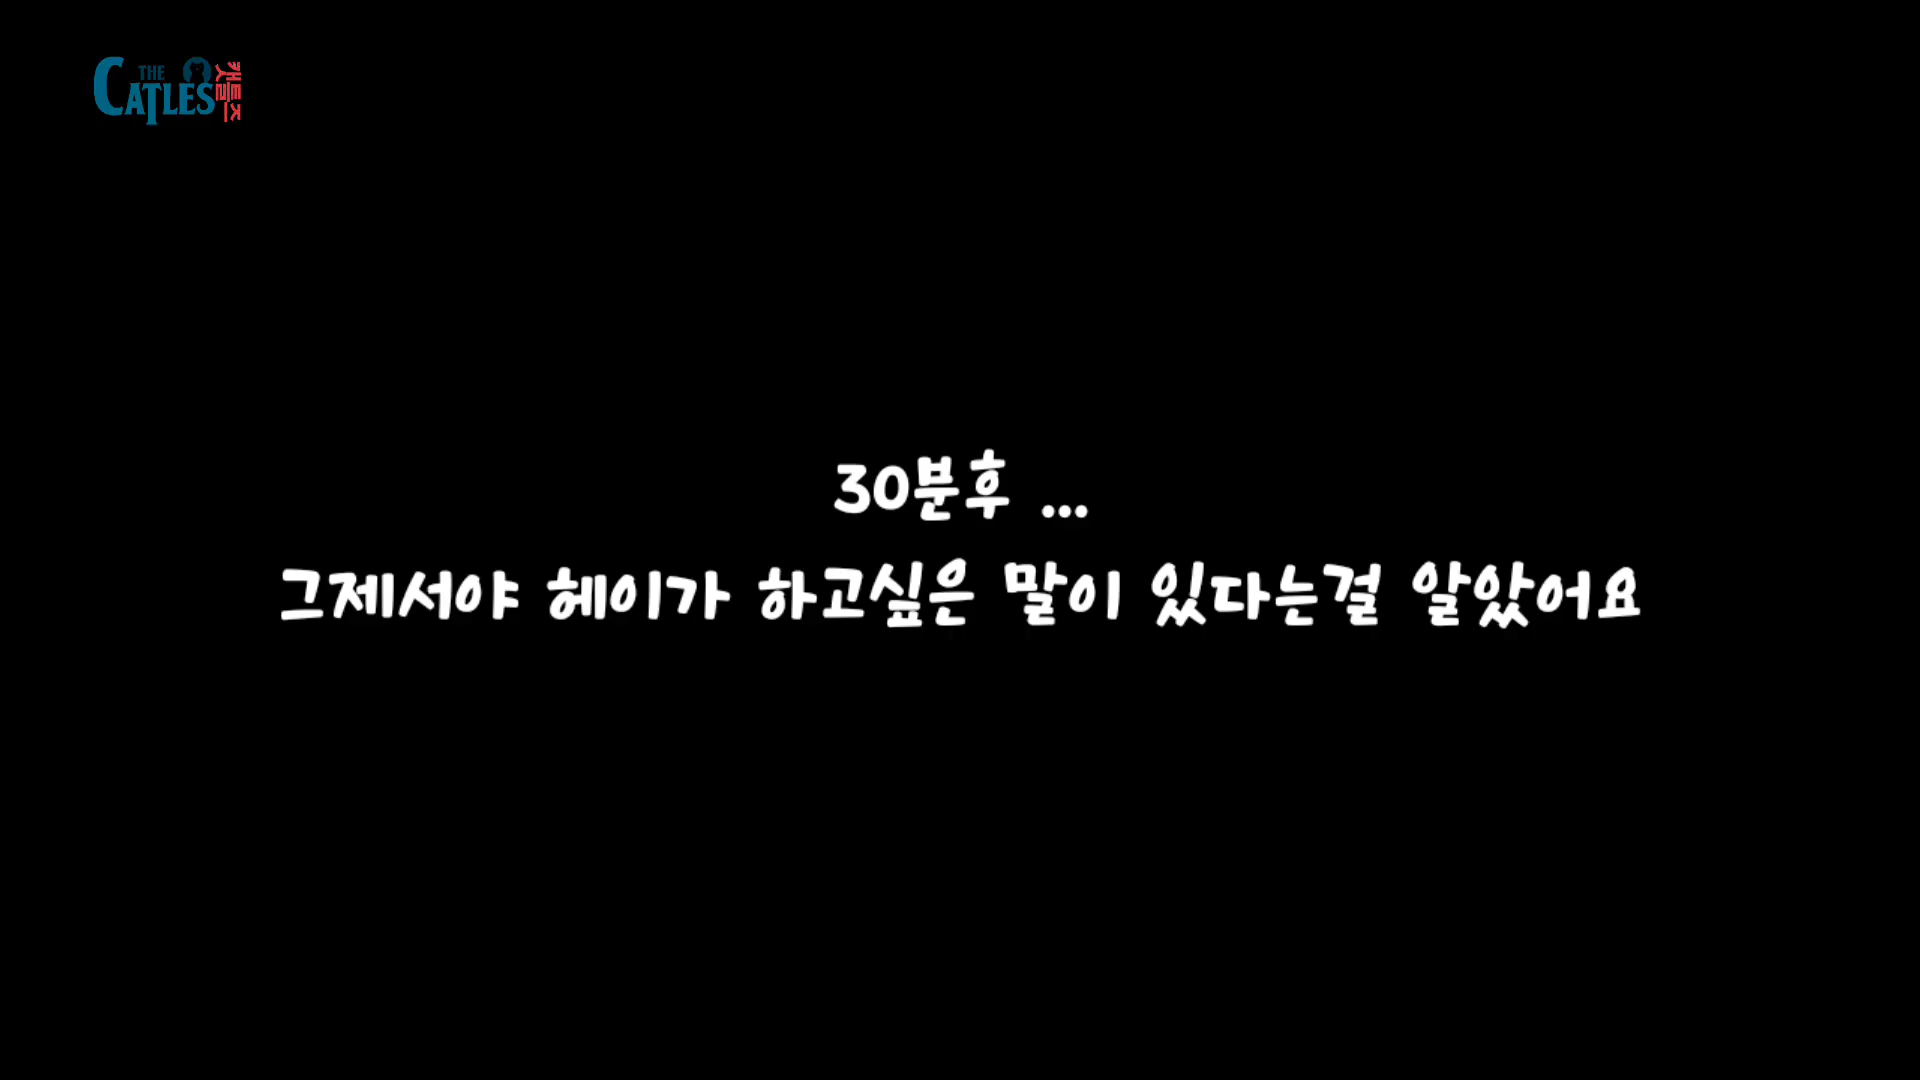 THE
CATLES
캣틀즈
30분후 ...
그제서야 헤이가 하고싶은 말이 있다는걸 알았어요